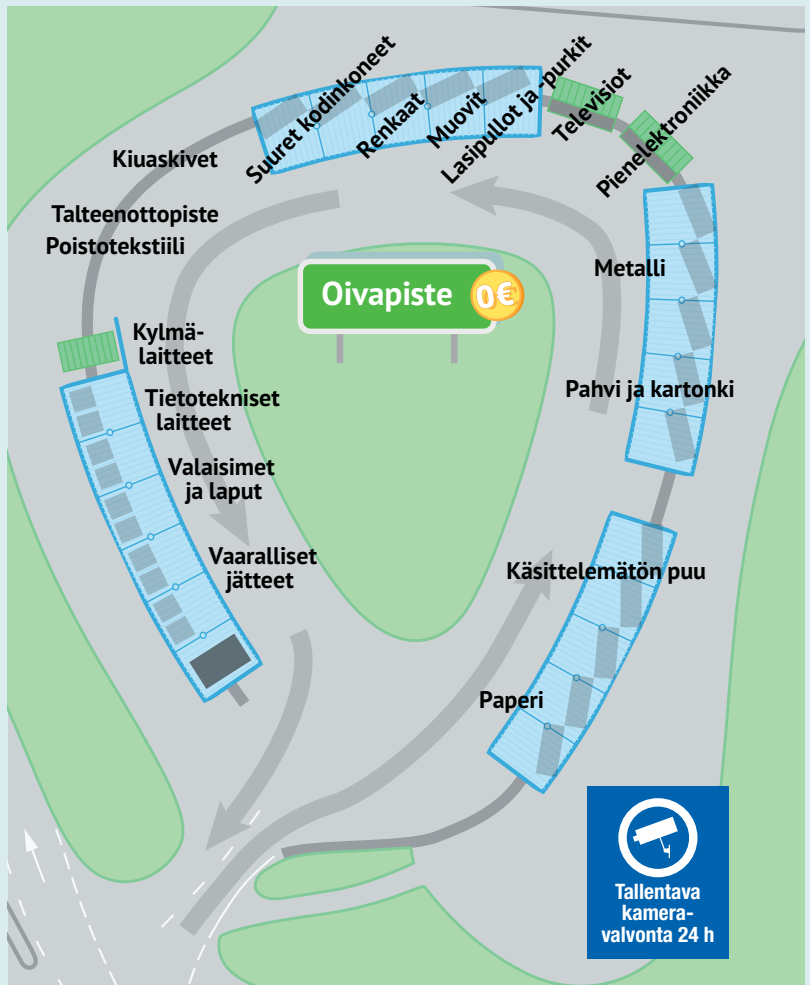 Suuret kodinkoneet
Renkaat
Muovit
Lasipullot ja -purkit
Televisiot
Pienelektroniikka
Kiuaskivet
Talteenottopiste
Poistotekstiili
Metalli
Oivapiste 0€
Kylmä-
laitteet
Tietotekniset
laitteet
Pahvi ja kartonki
Valaisimet
ja laput
Vaaralliset
jätteet
Käsittelemätön puu
Paperi
Tallentava
kamera-
valvonta 24 h